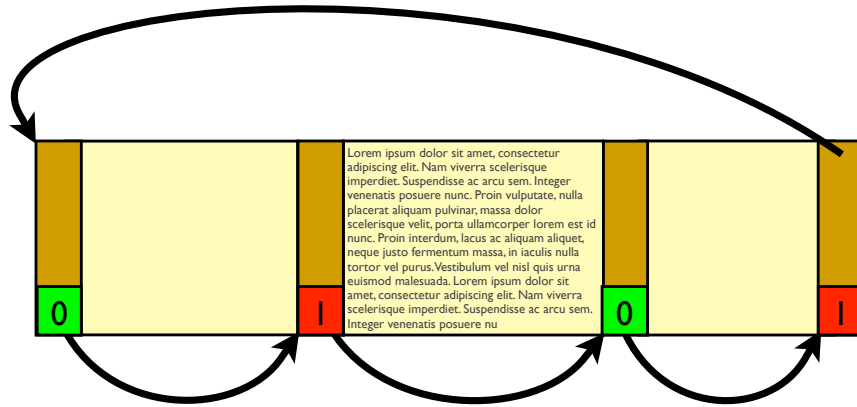 Lorem ipsum dolor sit amet, consectetur
adipiscing elit. Nam viverra scelerisque
imperdiet. Suspendisse ac arcu sem. Integer
venenatis posuere nunc. Proin vulputate, nulla
placerat aliquam pulvinar, massa dolor
scelerisque velit, porta ullamcorper lorem est id
nunc. Proin interdum, lacus ac aliquam aliquet,
neque justo fermentum massa, in iaculis nulla
tortor vel purus. Vestibulum vel nisl quis urna
euismod malesuada. Lorem ipsum dolor sit
amet, consectetur adipiscing elit. Nam viverra
scelerisque imperdiet. Suspendisse ac arcu sem.
Integer venenatis posuere nu
0 1 0 1